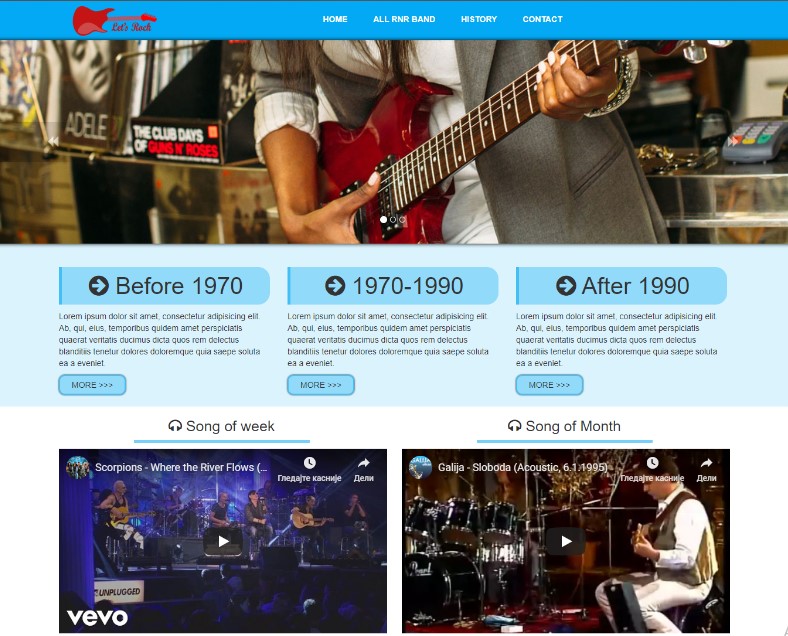 Let's Rock
HOME ALL RNR BAND HISTORY CONTACT
ADELE
THE CLUB DAYS
OF GUNS N' ROSES
Before 1970
Lorem ipsum dolor sit amet, consectetur adipisicing elit.
Ab, qui, eius, temporibus quidem amet perspiciatis
quaerat veritatis ducimus dicta quos rem delectus
blanditiis tenetur dolores doloremque quia saepe soluta
ea a eveniet.
MORE >>>
1970-1990
Lorem ipsum dolor sit amet, consectetur adipisicing elit.
Ab, qui, eius, temporibus quidem amet perspiciatis
quaerat veritatis ducimus dicta quos rem delectus
blanditiis tenetur dolores doloremque quia saepe soluta
ea a eveniet.
MORE >>>
After 1990
Lorem ipsum dolor sit amet, consectetur adipisicing elit.
Ab, qui, eius, temporibus quidem amet perspiciatis
quaerat veritatis ducimus dicta quos rem delectus
blanditiis tenetur dolores doloremque quia saepe soluta
ea a eveniet.
MORE >>>
Song of week
Scorpions - Where the River Flows (...
Гледајте касније Дели
UNPLUGGED
vevo
Song of Month
GALIJA
Galija - Sloboda (Acoustic, 6.1.1995)
Гледајте касније Дели